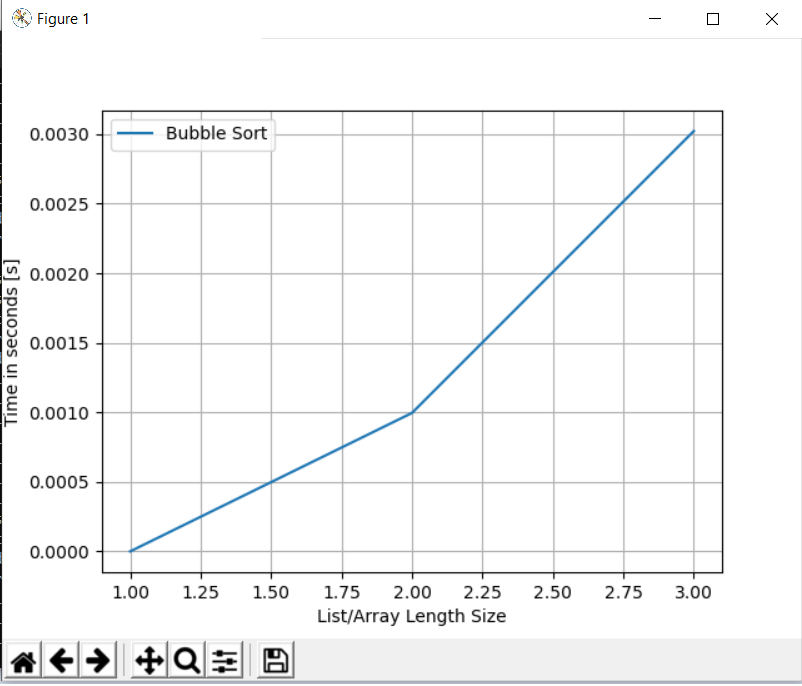 Figure 1
Bubble Sort
0.0030
0.0025
0.0020
0.0015
0.0010
0.0005
0.0000
Time in seconds [s]
1.00 1.25 1.50 1.75 2.00 2.25 2.50 2.75 3.00
List/Array Length Size